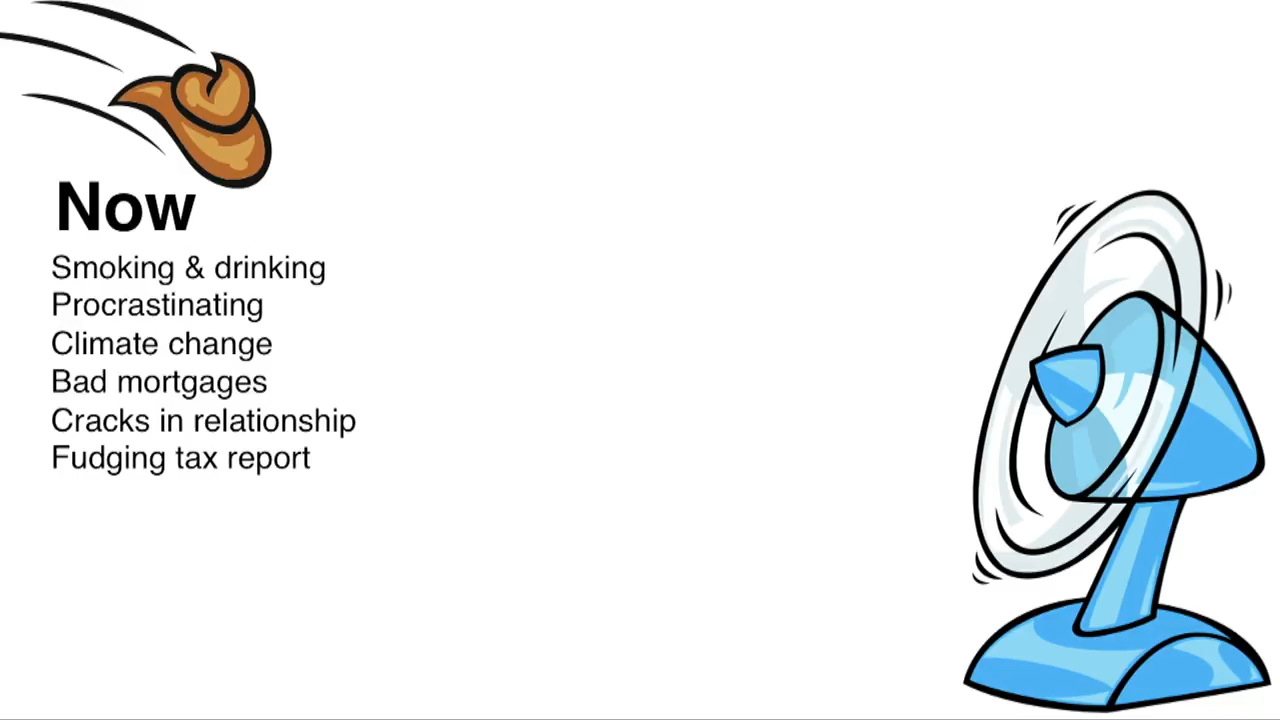 Now
Smoking & drinking
Procrastinating
Climate change
Bad mortgages
Cracks in relationship
Fudging tax report